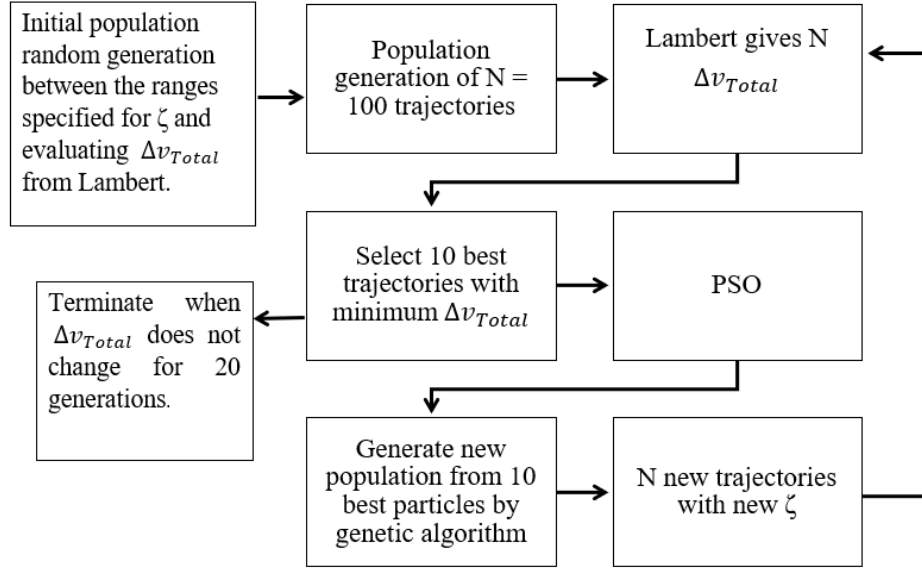 Initial population
random generation
between the ranges
specified for ζ and
evaluating Δv_Total
from Lambert.
Population
generation of N =
100 trajectories
Lambert gives N
Δv_Total
Select 10 best
trajectories with
minimum Δv_Total
PSO
Terminate when
Δv_Total does not
change for 20
generations.
Generate new
population from 10
best particles by
genetic algorithm
N new trajectories
with new ζ